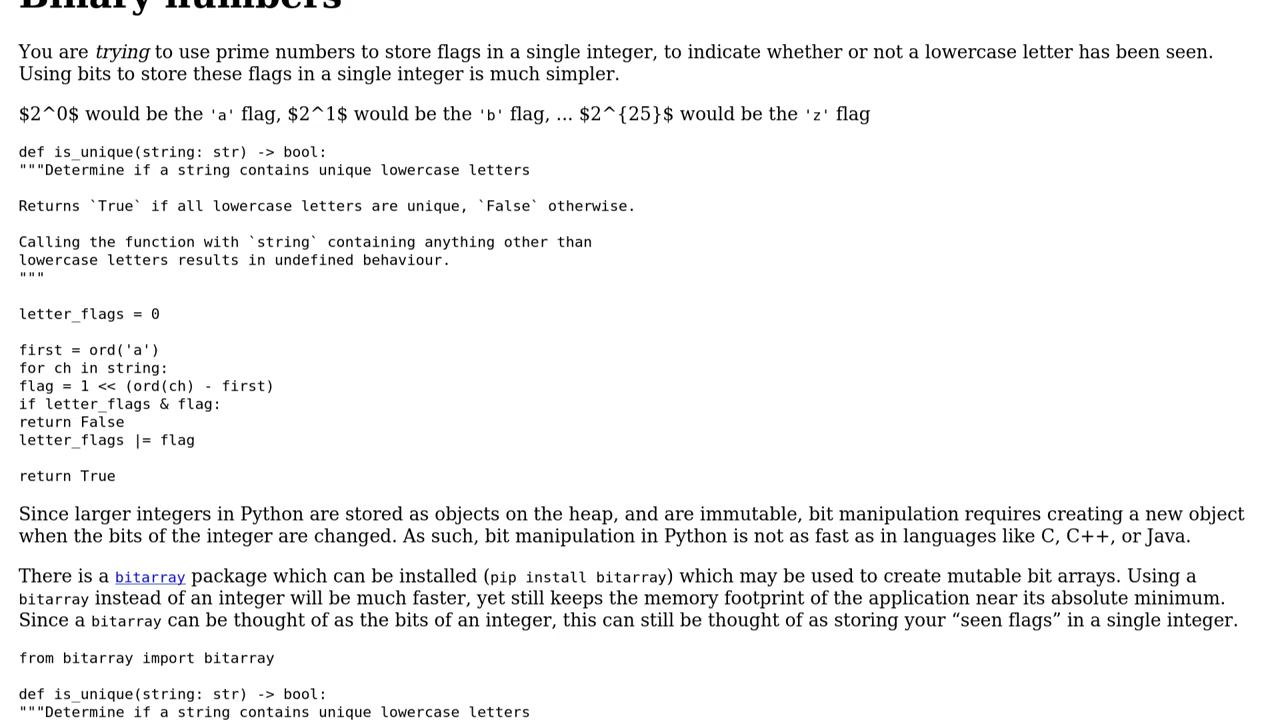 Binary numbers
You are trying to use prime numbers to store flags in a single integer, to indicate whether or not a lowercase letter has been seen.
Using bits to store these flags in a single integer is much simpler.
$2^0$ would be the 'a' flag, $2^1$ would be the 'b' flag, ... $2^{25}$ would be the 'z' flag
def is_unique(string: str) -> bool:
"""Determine if a string contains unique lowercase letters
Returns `True` if all lowercase letters are unique, `False` otherwise.
Calling the function with `string` containing anything other than
lowercase letters results in undefined behaviour.
"""
letter_flags = 0
first = ord('a')
for ch in string:
flag = 1 << (ord(ch) - first)
if letter_flags & flag:
return False
letter_flags |= flag
return True
Since larger integers in Python are stored as objects on the heap, and are immutable, bit manipulation requires creating a new object
when the bits of the integer are changed. As such, bit manipulation in Python is not as fast as in languages like C, C++, or Java.
There is a bitarray package which can be installed (pip install bitarray) which may be used to create mutable bit arrays. Using a
bitarray instead of an integer will be much faster, yet still keeps the memory footprint of the application near its absolute minimum.
Since a bitarray can be thought of as the bits of an integer, this can still be thought of as storing your “seen flags” in a single integer.
from bitarray import bitarray
def is_unique(string: str) -> bool:
"""Determine if a string contains unique lowercase letters